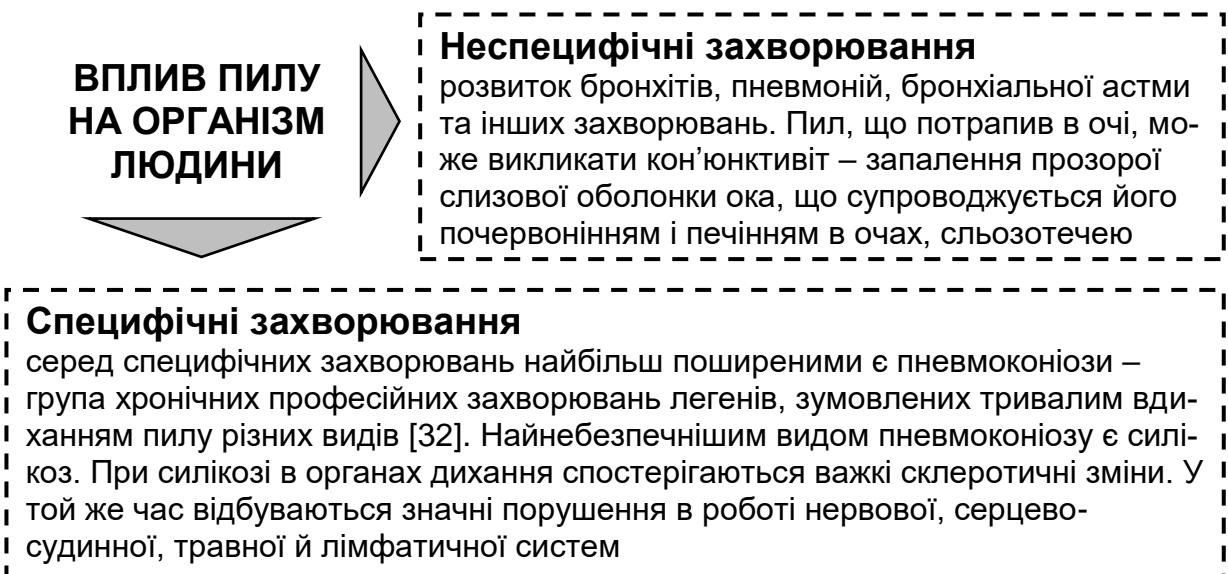 ВПЛИВ ПИЛУ
НА ОРГАНІЗМ
ЛЮДИНИ
Неспецифічні захворювання
розвиток бронхітів, пневмоній, бронхіальної астми
та інших захворювань. Пил, що потрапив в очі, мо-
же викликати кон’юнктивіт – запалення прозорої
слизової оболонки ока, що супроводжується його
почервонінням і печінням в очах, сльозотечею
Специфічні захворювання
серед специфічних захворювань найбільш поширеними є пневмоконіози –
група хронічних професійних захворювань легенів, зумовлених тривалим вди-
ханням пилу різних видів [32]. Найнебезпечнішим видом пневмоконіозу є силі-
коз. При силікозі в органах дихання спостерігаються важкі склеротичні зміни. У
той же час відбуваються значні порушення в роботі нервової, серцево-
судинної, травної й лімфатичної систем